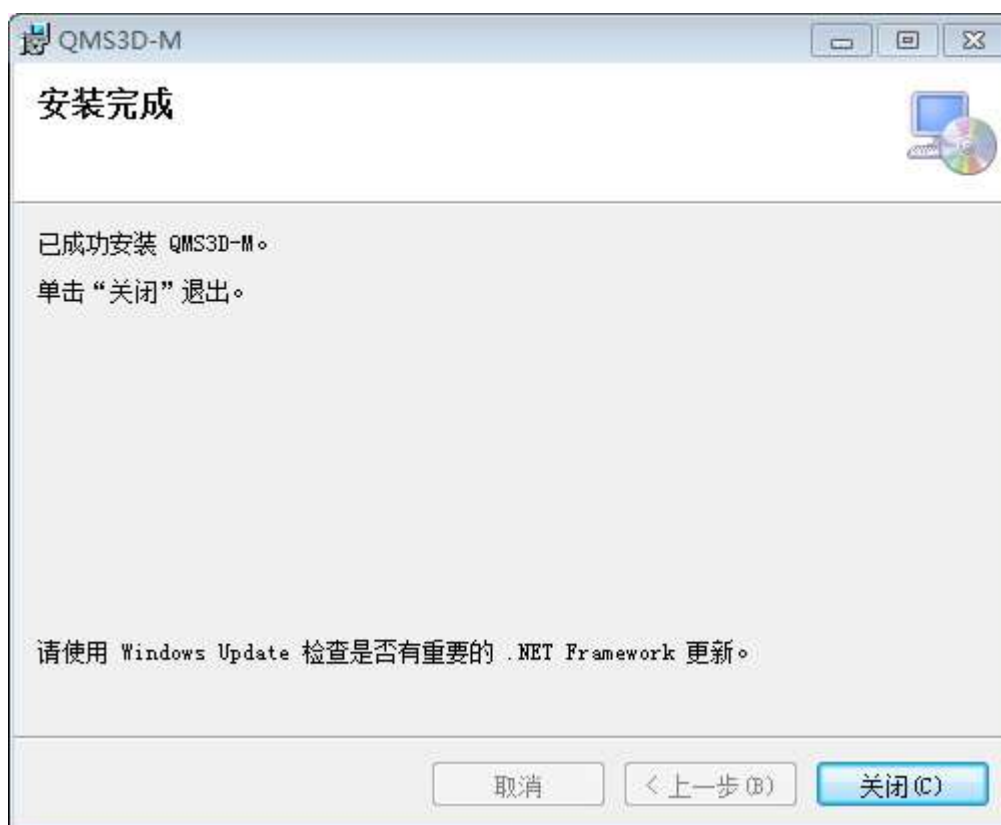 QMS3D-M
安装完成
已成功安装 QMS3D-M。
单击“关闭”退出。
请使用 Windows Update 检查是否有重要的 .NET Framework 更新。
取消
< 上一步(B)
关闭(C)